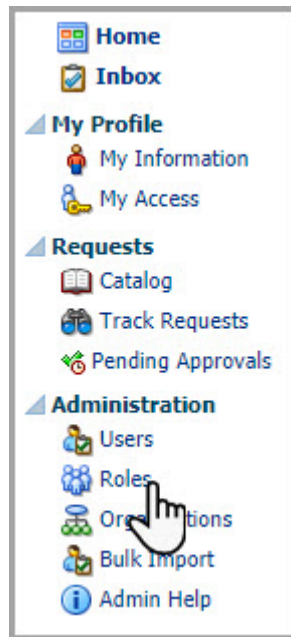 Home
Inbox
My Profile
My Information
My Access
Requests
Catalog
Track Requests
Pending Approvals
Administration
Users
Roles
Bulk Import
Admin Help